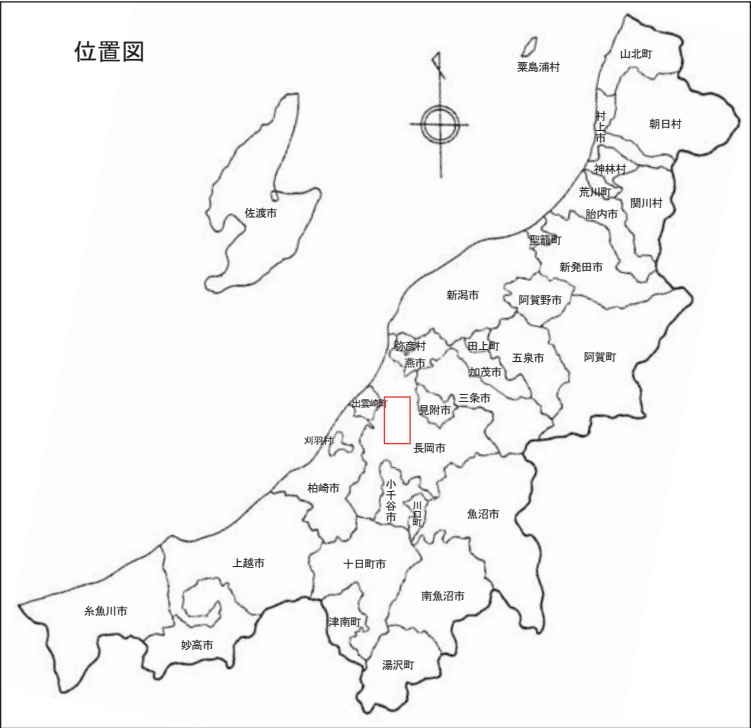 位置図
粟島浦村
山北町
朝日村
村上市
神林村
荒川町
関川村
胎内市
佐渡市
聖籠町
新発田市
新潟市
阿賀野市
弥彦村
田上町
五泉市
阿賀町
燕市
加茂市
三条市
出雲崎町
見附市
刈羽村
長岡市
柏崎市
小千谷市
川口町
魚沼市
上越市
十日町市
南魚沼市
糸魚川市
津南町
妙高市
湯沢町